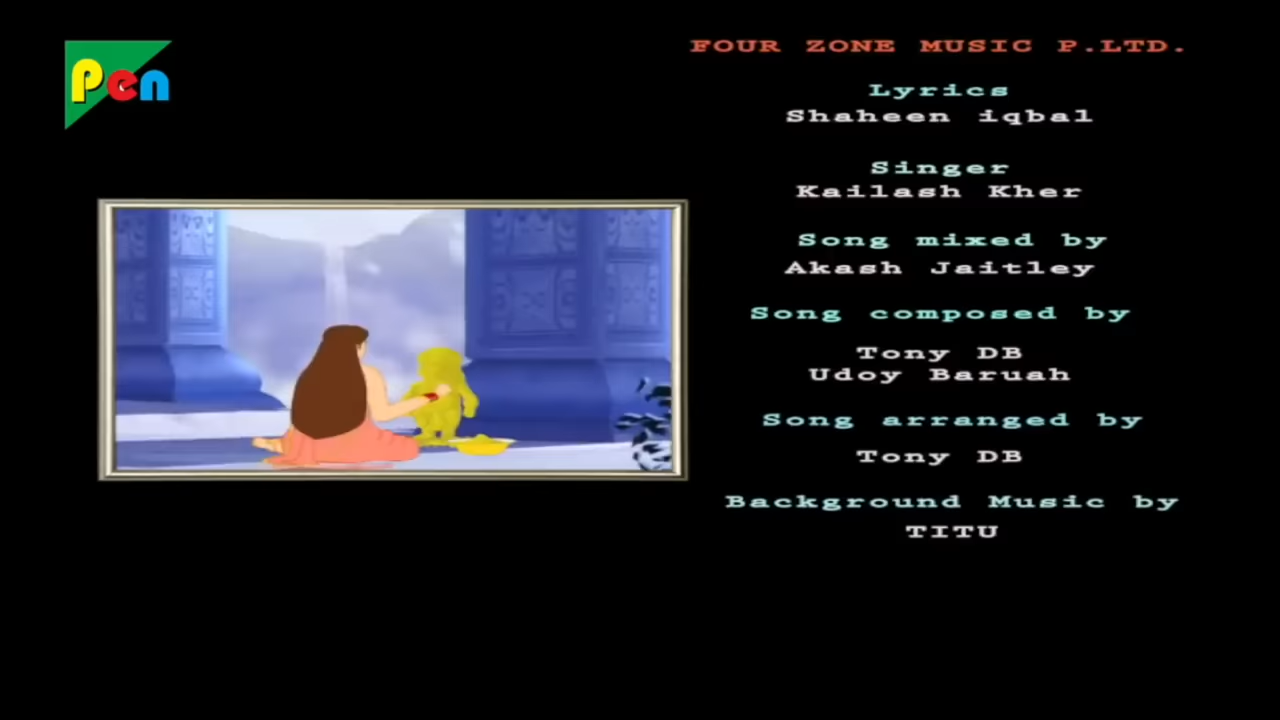 Pen
FOUR ZONE MUSIC P.LTD.
Lyrics
Shaheen iqbal
Singer
Kailash Kher
Song mixed by
Akash Jaitley
Song composed by
Tony DB
Udoy Baruah
Song arranged by
Tony DB
Background Music by
TITU